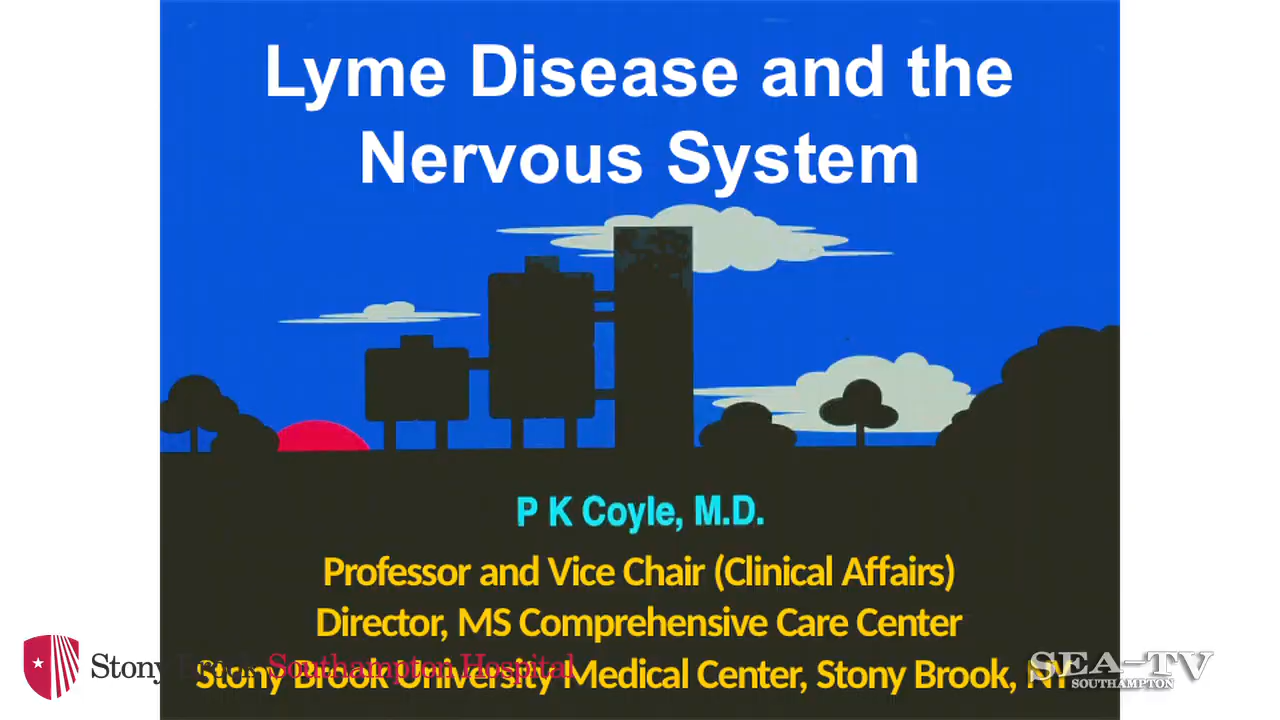 Lyme Disease and the
Nervous System
P K Coyle, M.D.
Professor and Vice Chair (Clinical Affairs)
Director, MS Comprehensive Care Center
Stony Brook University Medical Center, Stony Brook, NY
Stony Brook Southampton Hospital
SEA-TV
SOUTHAMPTON